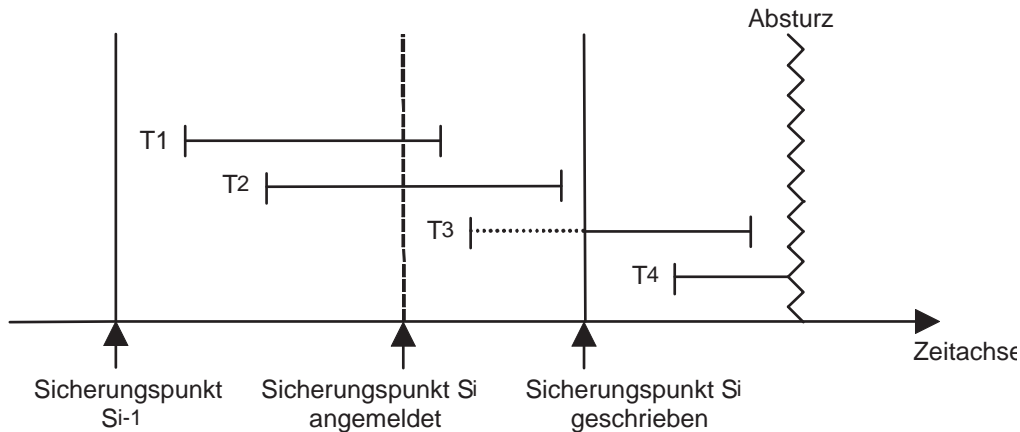 Absturz
T1
T2
T3
T4
Zeitachse
Sicherungspunkt
Si-1
Sicherungspunkt Si
angemeldet
Sicherungspunkt Si
geschrieben